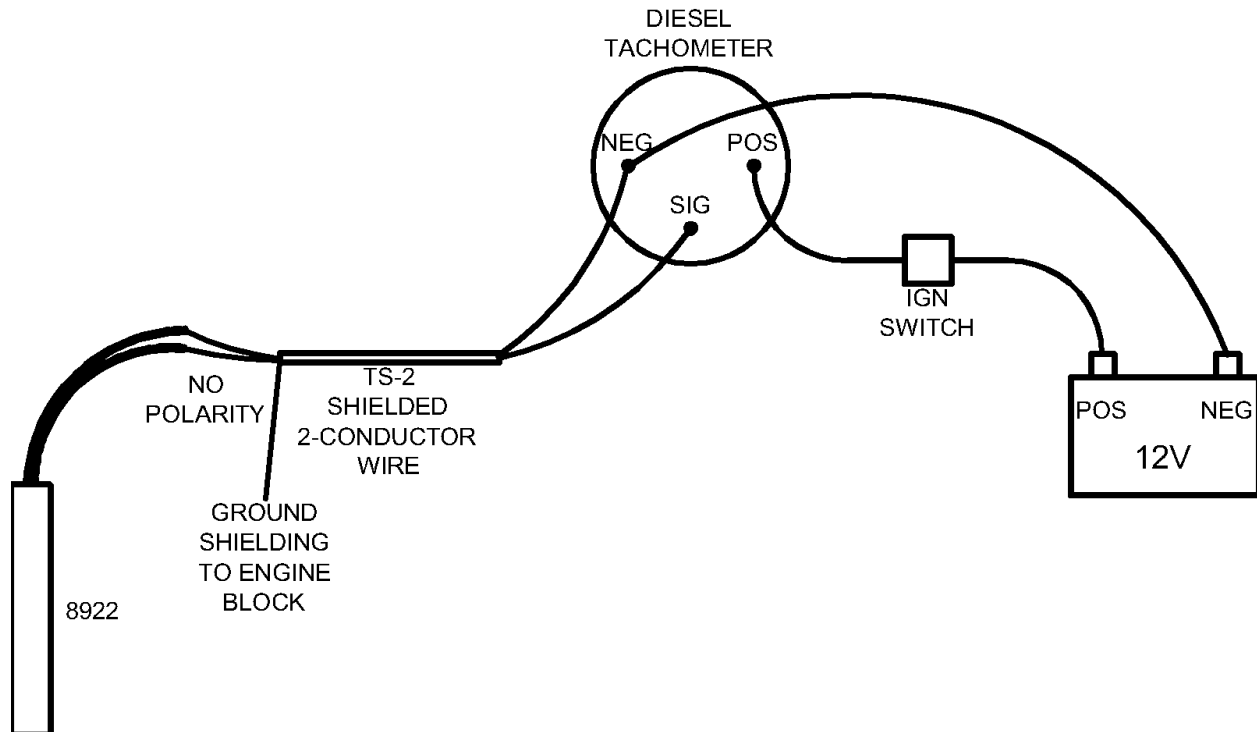 DIESEL
TACHOMETER
NEG
POS
SIG
IGN
SWITCH
NO
POLARITY
TS-2
SHIELDED
2-CONDUCTOR
WIRE
POS
NEG
12V
GROUND
SHIELDING
TO ENGINE
BLOCK
8922